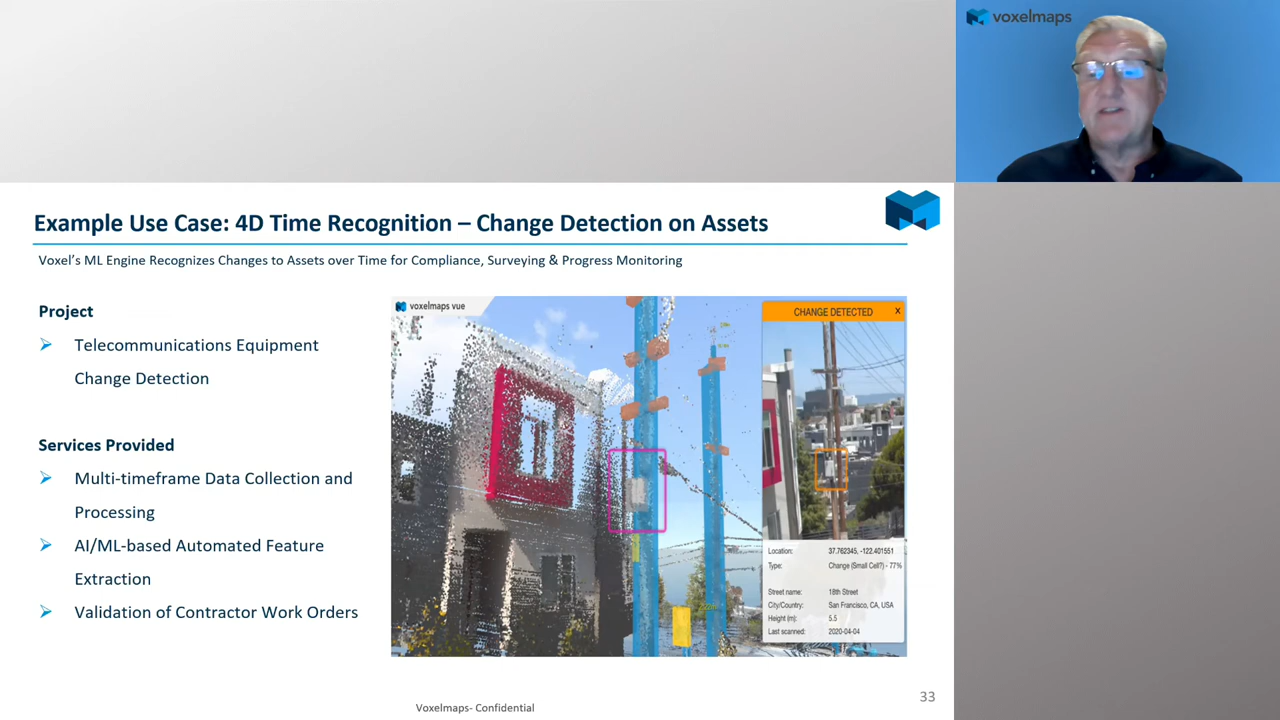 voxelmaps
Example Use Case: 4D Time Recognition – Change Detection on Assets
Voxel's ML Engine Recognizes Changes to Assets over Time for Compliance, Surveying & Progress Monitoring
Project
Telecommunications Equipment
Change Detection
Services Provided
Multi-timeframe Data Collection and
Processing
AI/ML-based Automated Feature
Extraction
Validation of Contractor Work Orders
voxelmaps vue
CHANGE DETECTED X
Location: 37.762345, -122.401551
Type: Change (Small Cell?) - 77%
Street name: 18th Street
City/Country: San Francisco, CA, USA
Height (m): 5.5
Last scanned: 2020-04-04
Voxelmaps- Confidential
33